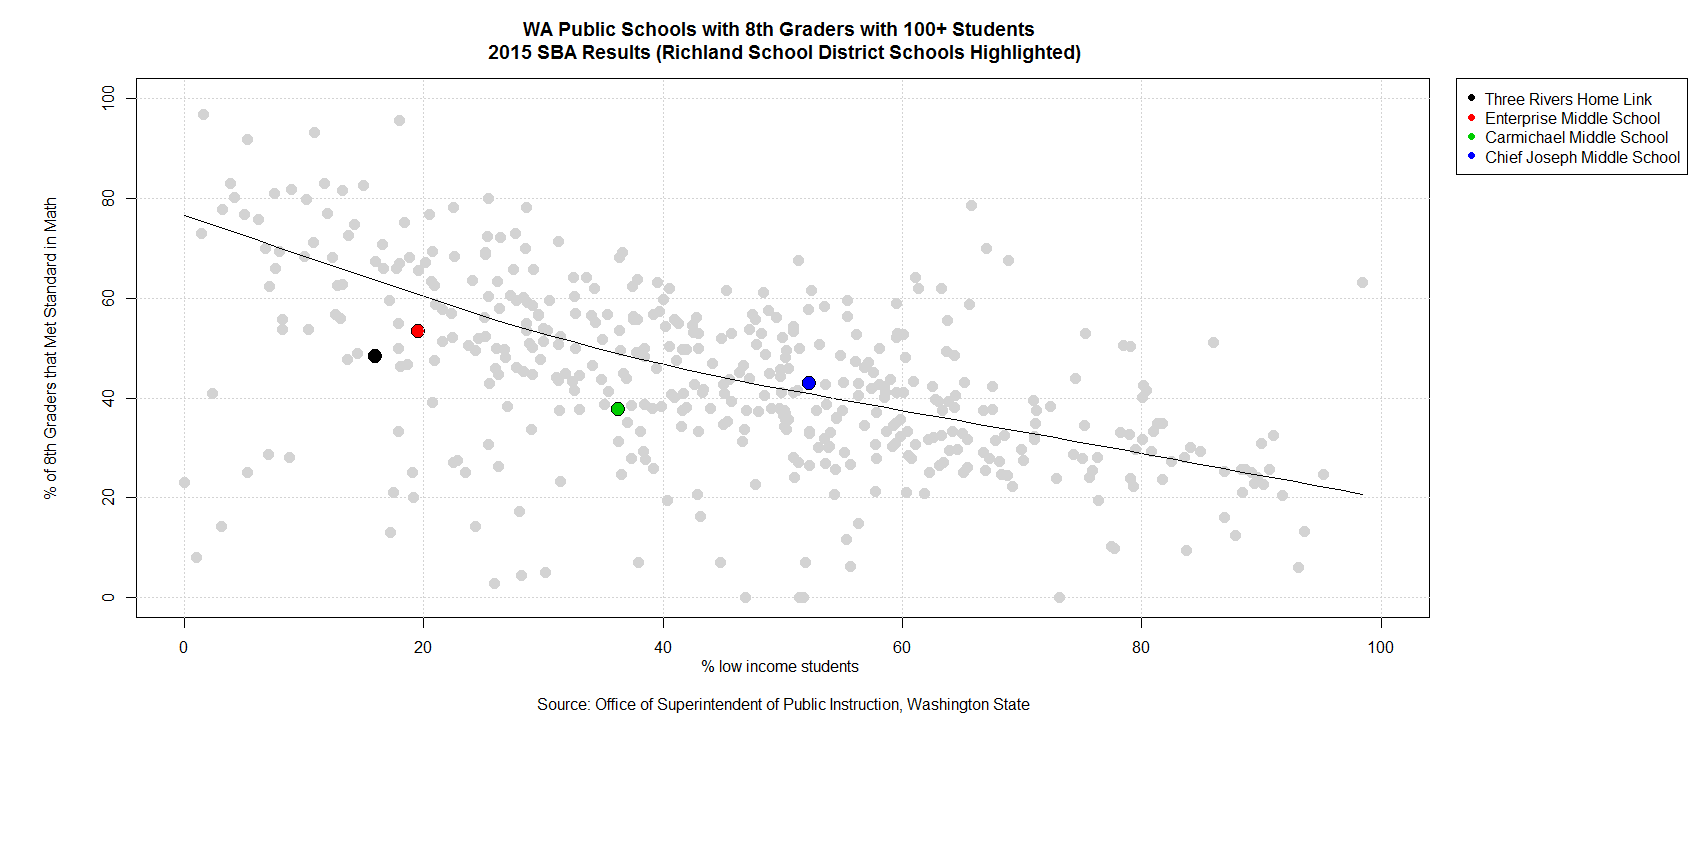 WA Public Schools with 8th Graders with 100+ Students
2015 SBA Results (Richland School District Schools Highlighted)
% of 8th Graders that Met Standard in Math
100
80
60
40
20
0
0 20 40 60 80 100
% low income students
Source: Office of Superintendent of Public Instruction, Washington State
Three Rivers Home Link
Enterprise Middle School
Carmichael Middle School
Chief Joseph Middle School